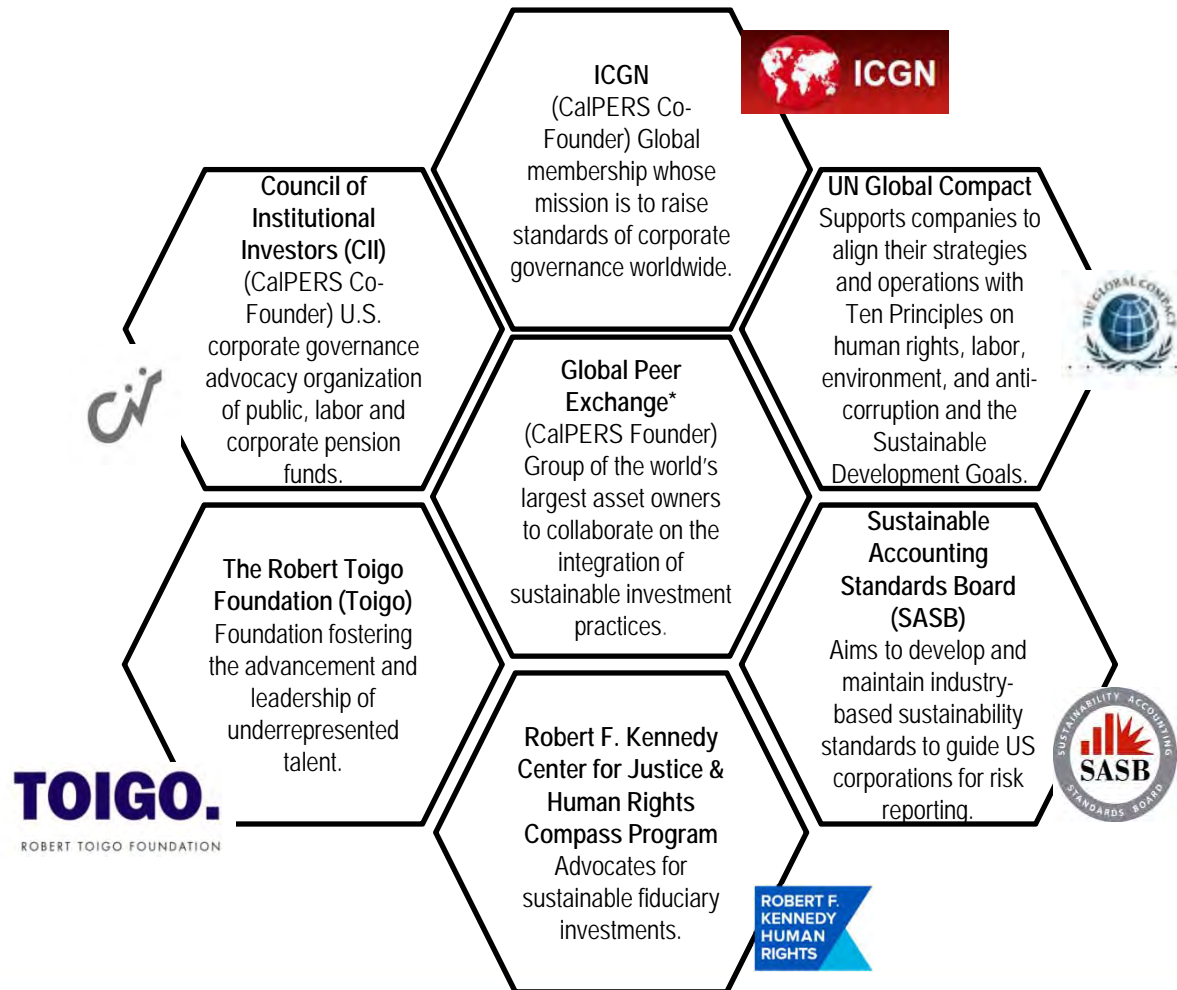 ICGN
(CalPERS Co-
Founder) Global
membership whose
mission is to raise
standards of corporate
governance worldwide.
ICGN
Council of
Institutional
Investors (CII)
(CalPERS Co-
Founder) U.S.
corporate governance
advocacy organization
of public, labor and
corporate pension
funds.
UN Global Compact
Supports companies to
align their strategies
and operations with
Ten Principles on
human rights, labor,
environment, and anti-
corruption and the
Sustainable
Development Goals.
THE GLOBAL COMPACT
Global Peer
Exchange*
(CalPERS Founder)
Group of the world's
largest asset owners
to collaborate on the
integration of
sustainable investment
practices.
The Robert Toigo
Foundation (Toigo)
Foundation fostering
the advancement and
leadership of
underrepresented
talent.
TOIGO.
ROBERT TOIGO FOUNDATION
Sustainable
Accounting
Standards Board
(SASB)
Aims to develop and
maintain industry-
based sustainability
standards to guide US
corporations for risk
reporting.
SUSTAINABILITY ACCOUNTING
SASB
STANDARDS BOARD
Robert F. Kennedy
Center for Justice &
Human Rights
Compass Program
Advocates for
sustainable fiduciary
investments.
ROBERT F.
KENNEDY
HUMAN
RIGHTS